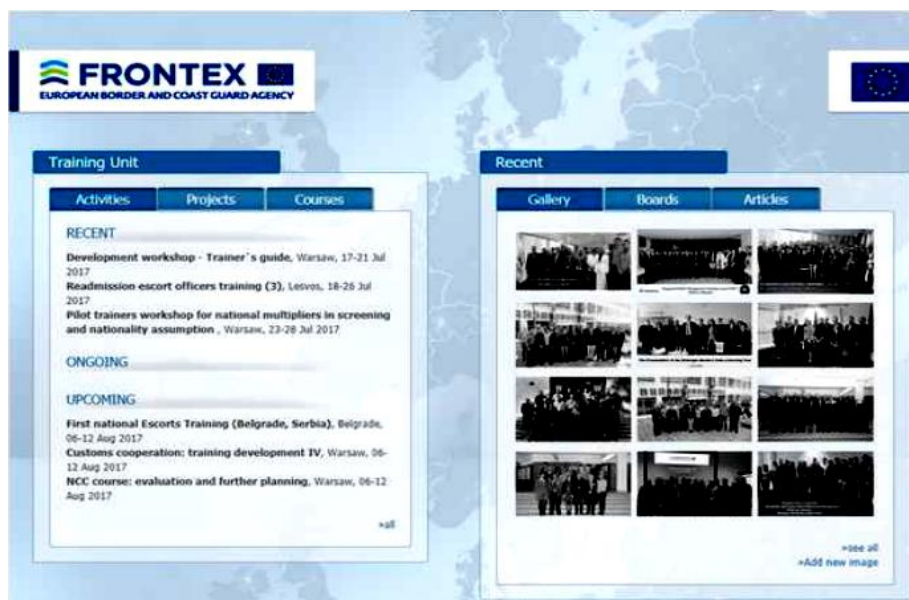 FRONTEX
EUROPEAN BORDER AND COAST GUARD AGENCY
Training Unit
Activities Projects Courses
RECENT
Development workshop - Trainer`s guide, Warsaw, 17-21 Jul
2017
Readmission escort officers training (3), Lesvos, 18-26 Jul
2017
Pilot trainers workshop for national multipliers in screening
and nationality assumption , Warsaw, 23-28 Jul 2017
ONGOING
UPCOMING
First national Escorts Training (Belgrade, Serbia), Belgrade,
06-12 Aug 2017
Customs cooperation: training development IV, Warsaw, 06-
12 Aug 2017
NCC course: evaluation and further planning, Warsaw, 06-12
Aug 2017
»all
Recent
Gallery Boards Articles
»see all
»Add new image